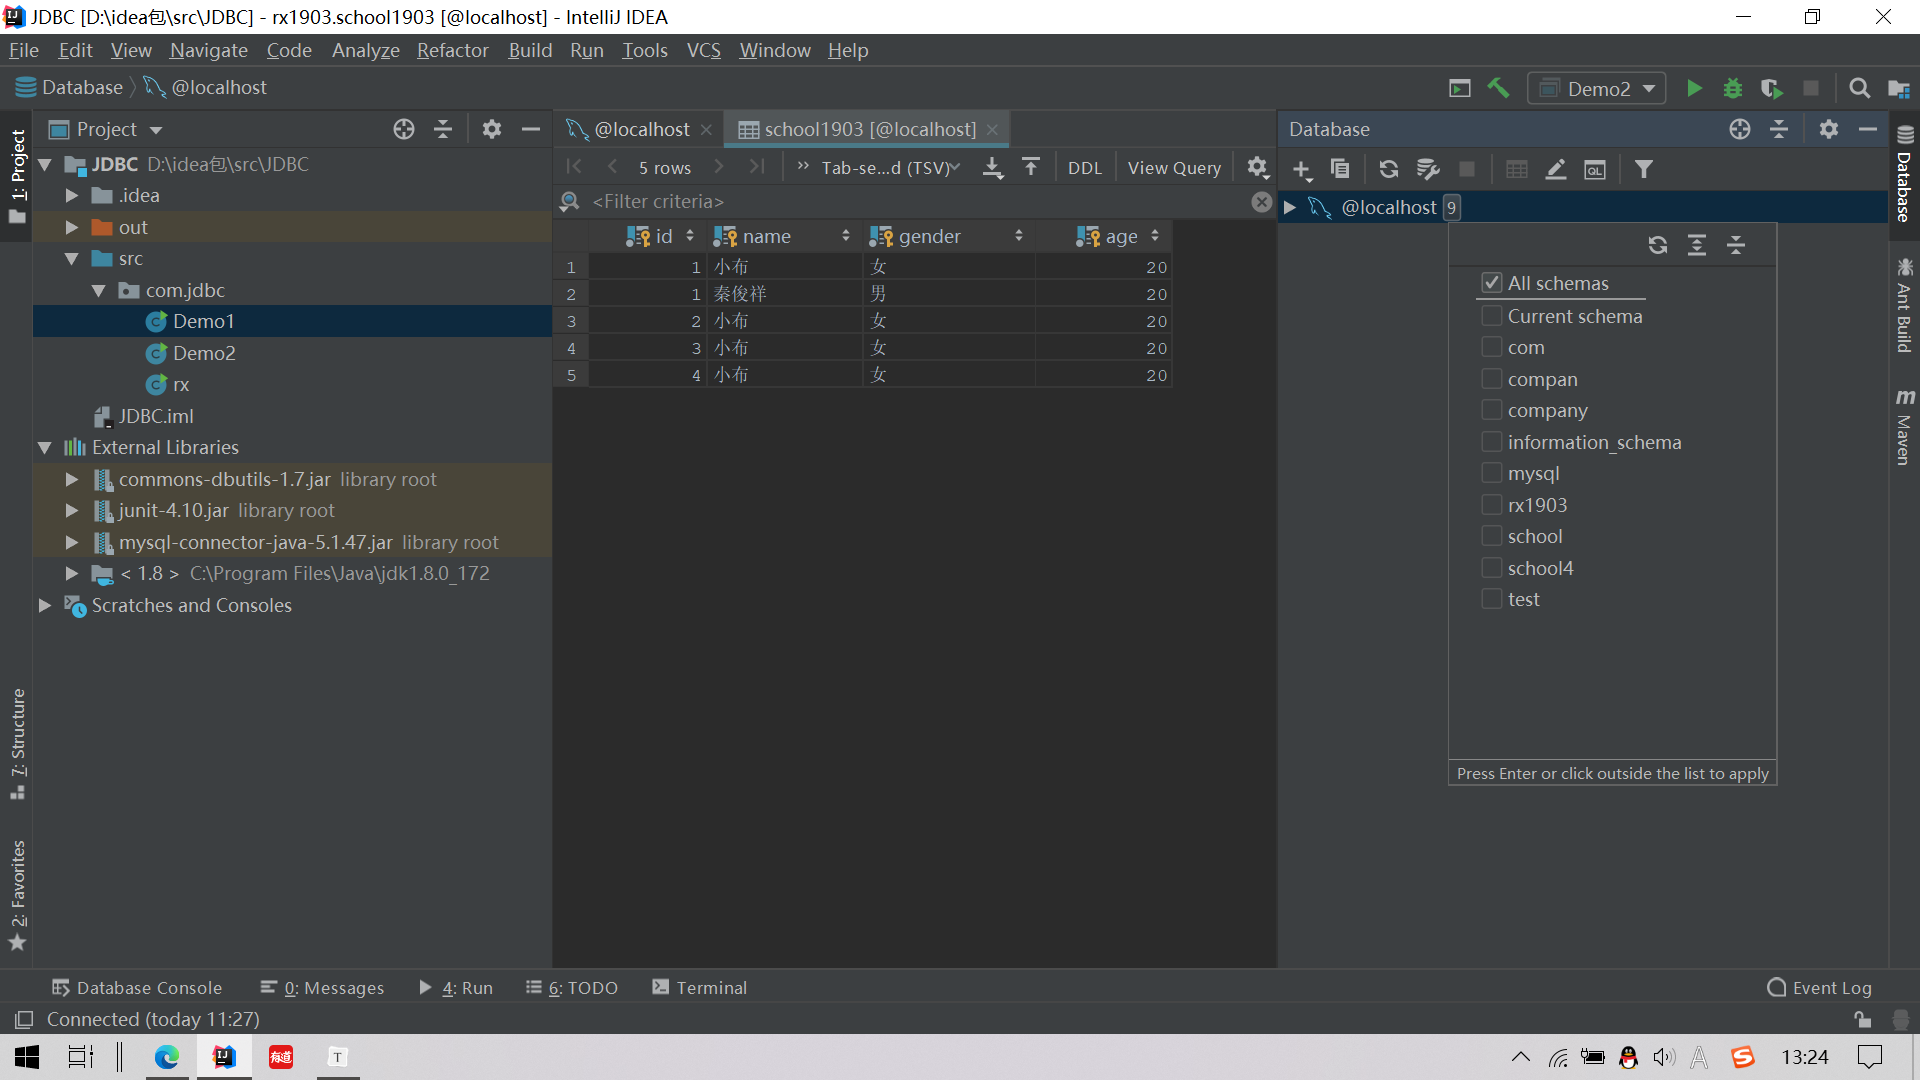 JDBC [D:\idea包\src\JDBC] - rx1903.school1903 [@localhost] - IntelliJ IDEA
File Edit View Navigate Code Analyze Refactor Build Run Tools VCS Window Help
Database @localhost
Demo2
1: Project
7: Structure
2: Favorites
Project
JDBC D:\idea包\src\JDBC
.idea
out
src
com.jdbc
Demo1
Demo2
rx
JDBC.iml
External Libraries
commons-dbutils-1.7.jar library root
junit-4.10.jar library root
mysql-connector-java-5.1.47.jar library root
< 1.8 > C:\Program Files\Java\jdk1.8.0_172
Scratches and Consoles
@localhost school1903 [@localhost]
5 rows Tab-se...d (TSV) DDL View Query
<Filter criteria>
id name gender age
1 1 小布 女 20
2 1 秦俊祥 男 20
3 2 小布 女 20
4 3 小布 女 20
5 4 小布 女 20
Database
QL
@localhost 9
All schemas
Current schema
com
compan
company
information_schema
mysql
rx1903
school
school4
test
Press Enter or click outside the list to apply
Database
Ant Build
m Maven
Database Console 0: Messages 4: Run 6: TODO Terminal Event Log
Connected (today 11:27)
有道 T A 13:24